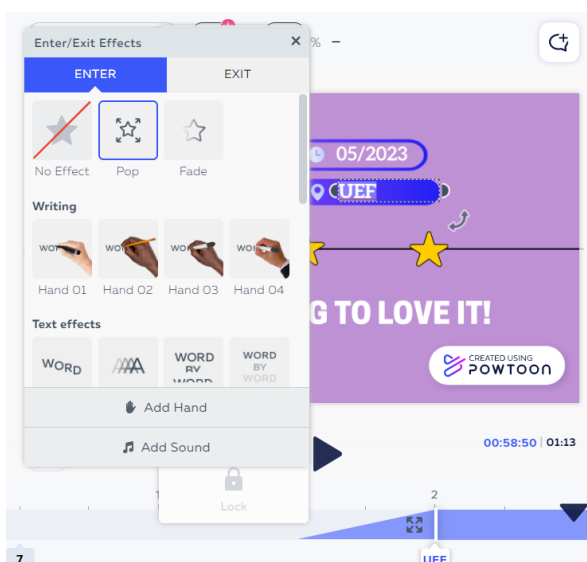 Enter/Exit Effects
% –
ENTER EXIT
No Effect Pop Fade
Writing
Hand 01 Hand 02 Hand 03 Hand 04
Text effects
WORD
WORD
BY
WORD
BY
WORD
Add Hand
Add Sound
Lock
05/2023
UEF
G TO LOVE IT!
CREATED USING
POWTOON
00:58:50 01:13
2
7
UEF